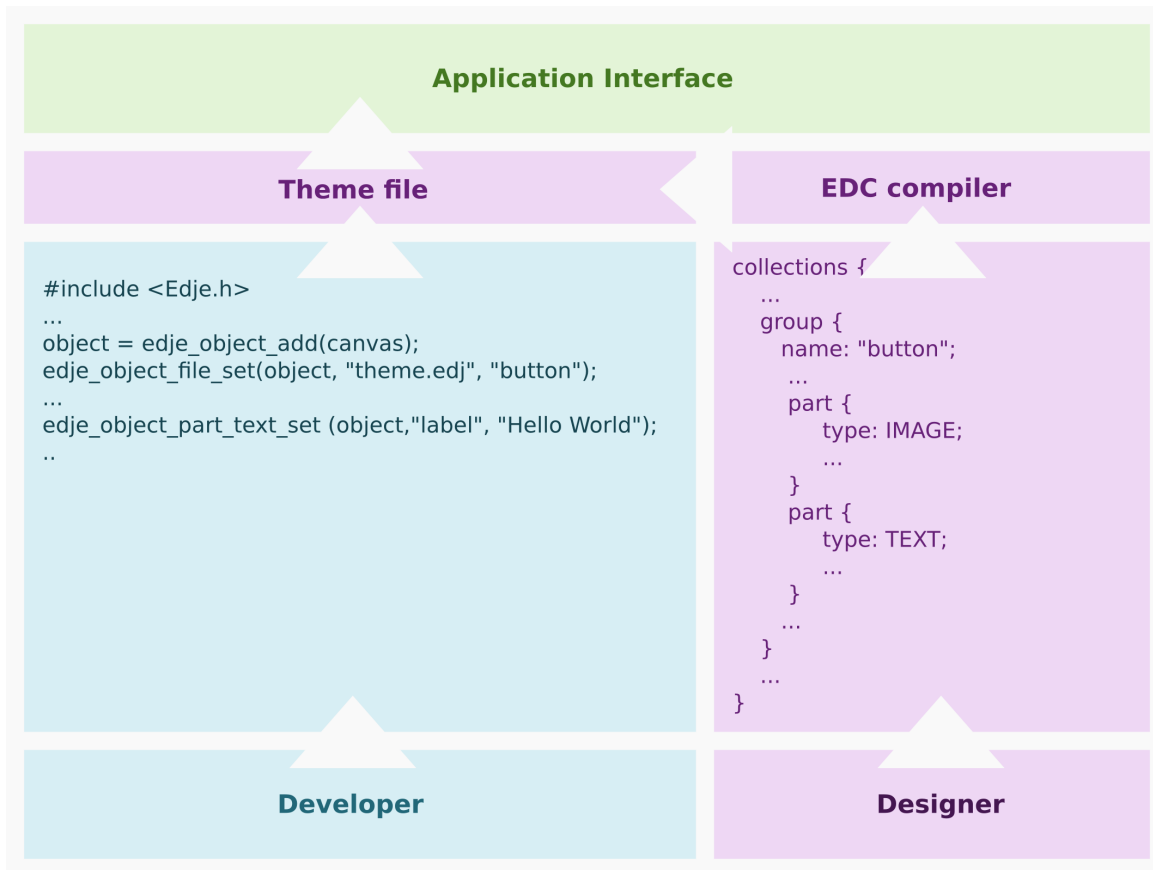 Application Interface
Theme file
EDC compiler
#include <Edje.h>
...
object = edje_object_add(canvas);
edje_object_file_set(object, "theme.edj", "button");
...
edje_object_part_text_set (object,"label", "Hello World");
..
collections {
...
group {
name: "button";
...
part {
type: IMAGE;
...
}
part {
type: TEXT;
...
}
...
}
...
}
Developer
Designer